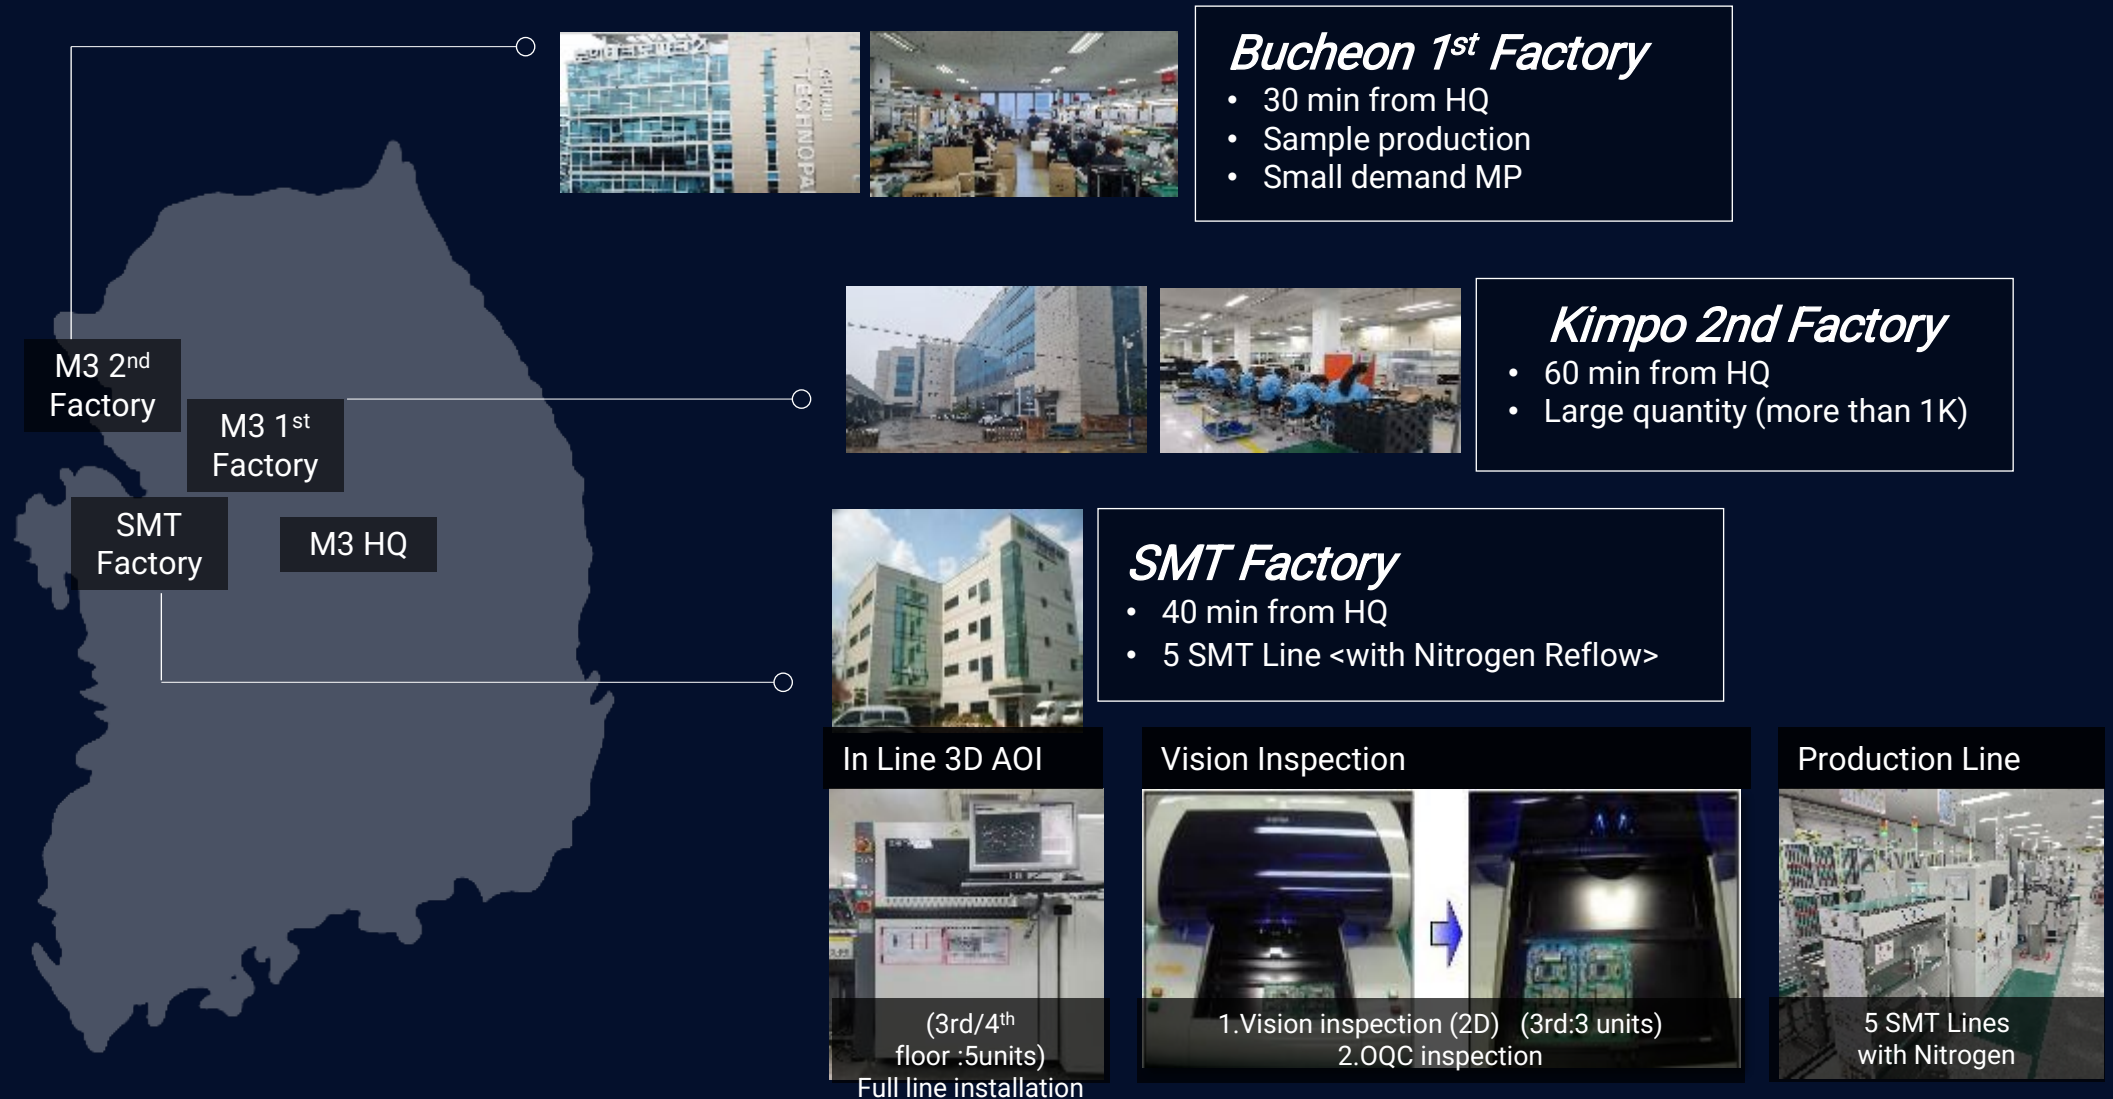 Bucheon 1st Factory
• 30 min from HQ
• Sample production
• Small demand MP
TECHNOPA
Kimpo 2nd Factory
• 60 min from HQ
• Large quantity (more than 1K)
M3 2nd
Factory
M3 1st
Factory
SMT
Factory
M3 HQ
SMT Factory
• 40 min from HQ
• 5 SMT Line <with Nitrogen Reflow>
In Line 3D AOI
(3rd/4th
floor :5units)
Full line installation
Vision Inspection
1.Vision inspection (2D) (3rd:3 units)
2.OQC inspection
Production Line
5 SMT Lines
with Nitrogen